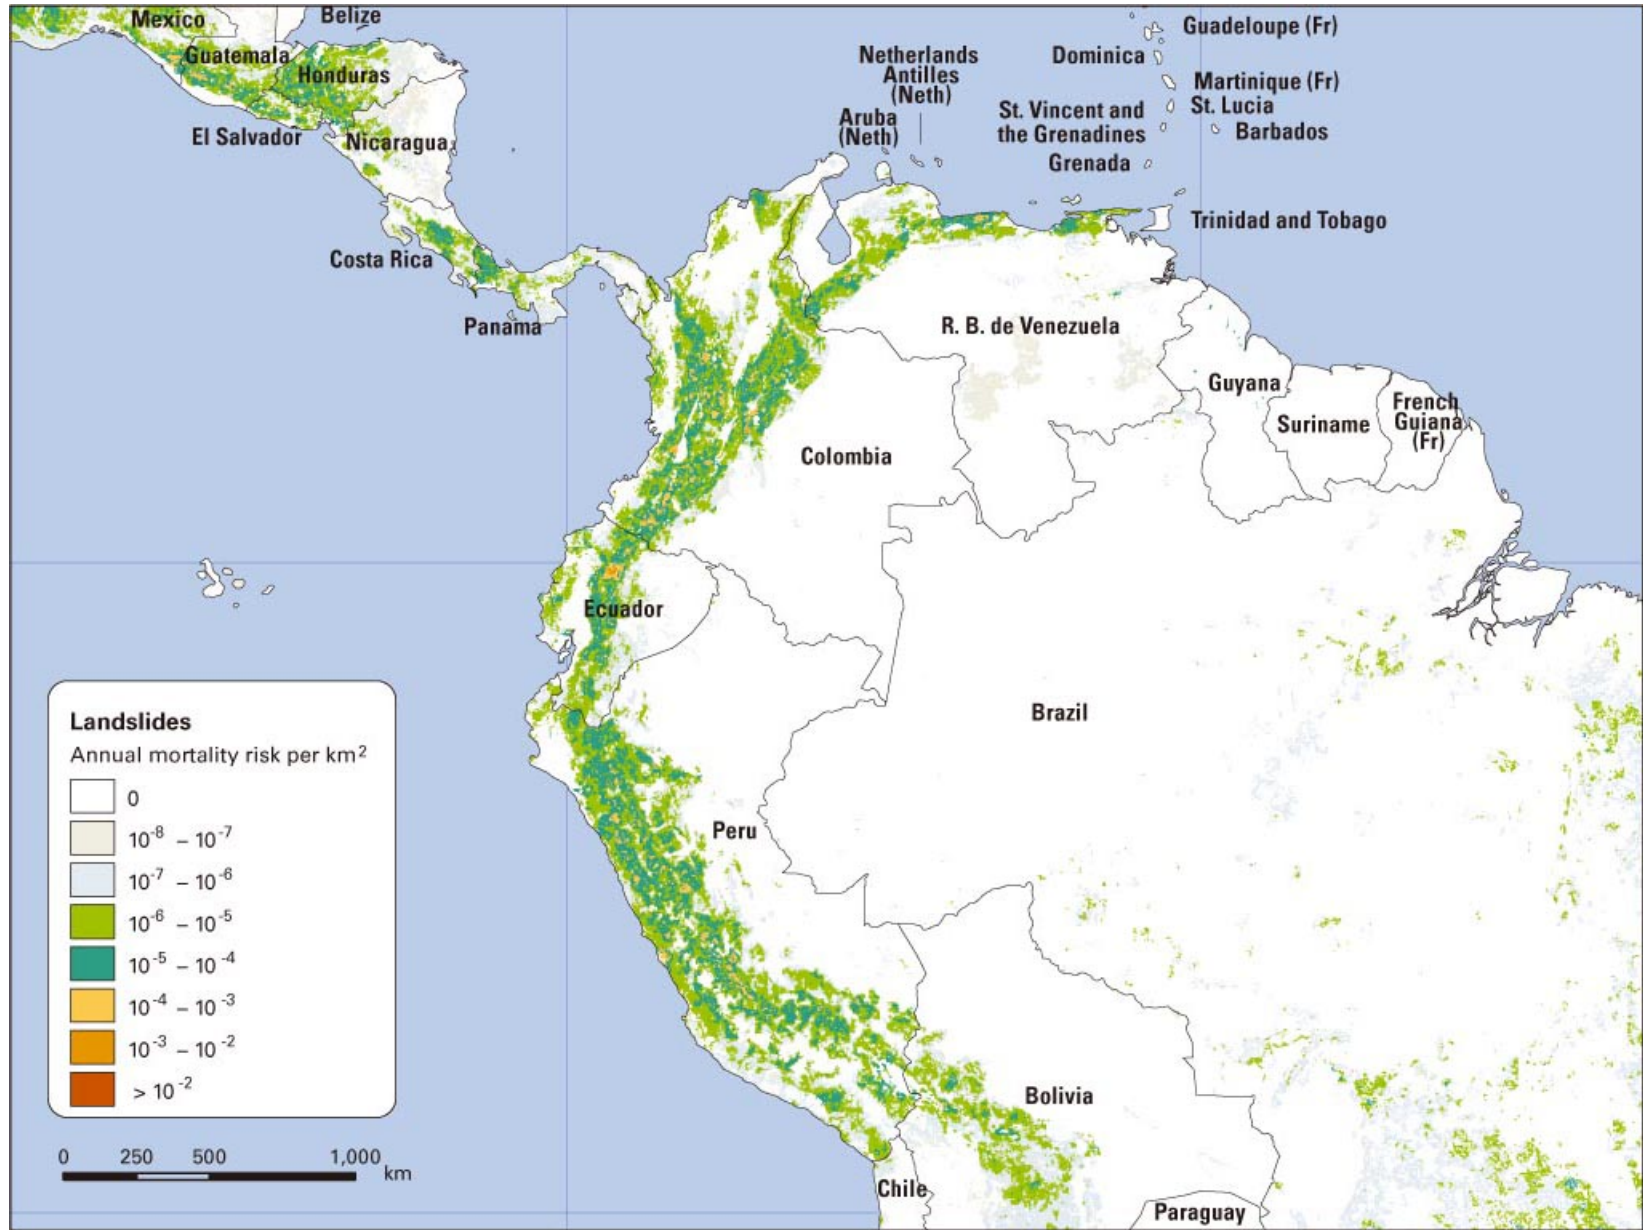 Mexico
Belize
Guatemala
Honduras
El Salvador
Nicaragua
Costa Rica
Panama
Netherlands
Antilles
(Neth)
Aruba
(Neth)
Guadeloupe (Fr)
Dominica
Martinique (Fr)
St. Vincent and
the Grenadines
St. Lucia
Barbados
Grenada
Trinidad and Tobago
R. B. de Venezuela
Guyana
Suriname
French
Guiana
(Fr)
Colombia
Ecuador
Brazil
Peru
Bolivia
Chile
Paraguay
Landslides
Annual mortality risk per km²
0
10⁻⁸ – 10⁻⁷
10⁻⁷ – 10⁻⁶
10⁻⁶ – 10⁻⁵
10⁻⁵ – 10⁻⁴
10⁻⁴ – 10⁻³
10⁻³ – 10⁻²
> 10⁻²
0 250 500 1,000
km